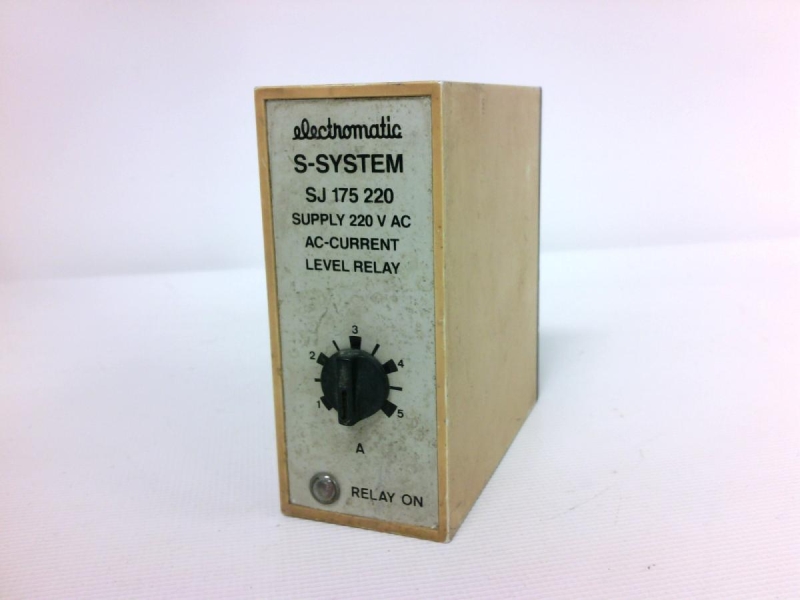 electromatic
S-SYSTEM
SJ 175 220
SUPPLY 220 V AC
AC-CURRENT
LEVEL RELAY
3
2 4
1 5
A
RELAY ON